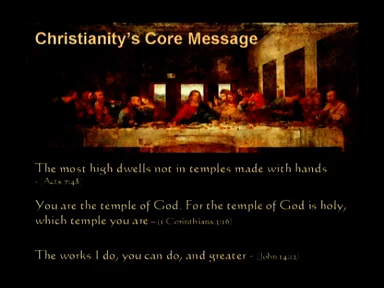 Christianity's Core Message
The most high dwells not in temples made with hands
- (Acts 7:48)
You are the temple of God. For the temple of God is holy,
which temple you are – (1 Corinthians 3:16)
The works I do, you can do, and greater - (John 14:12)